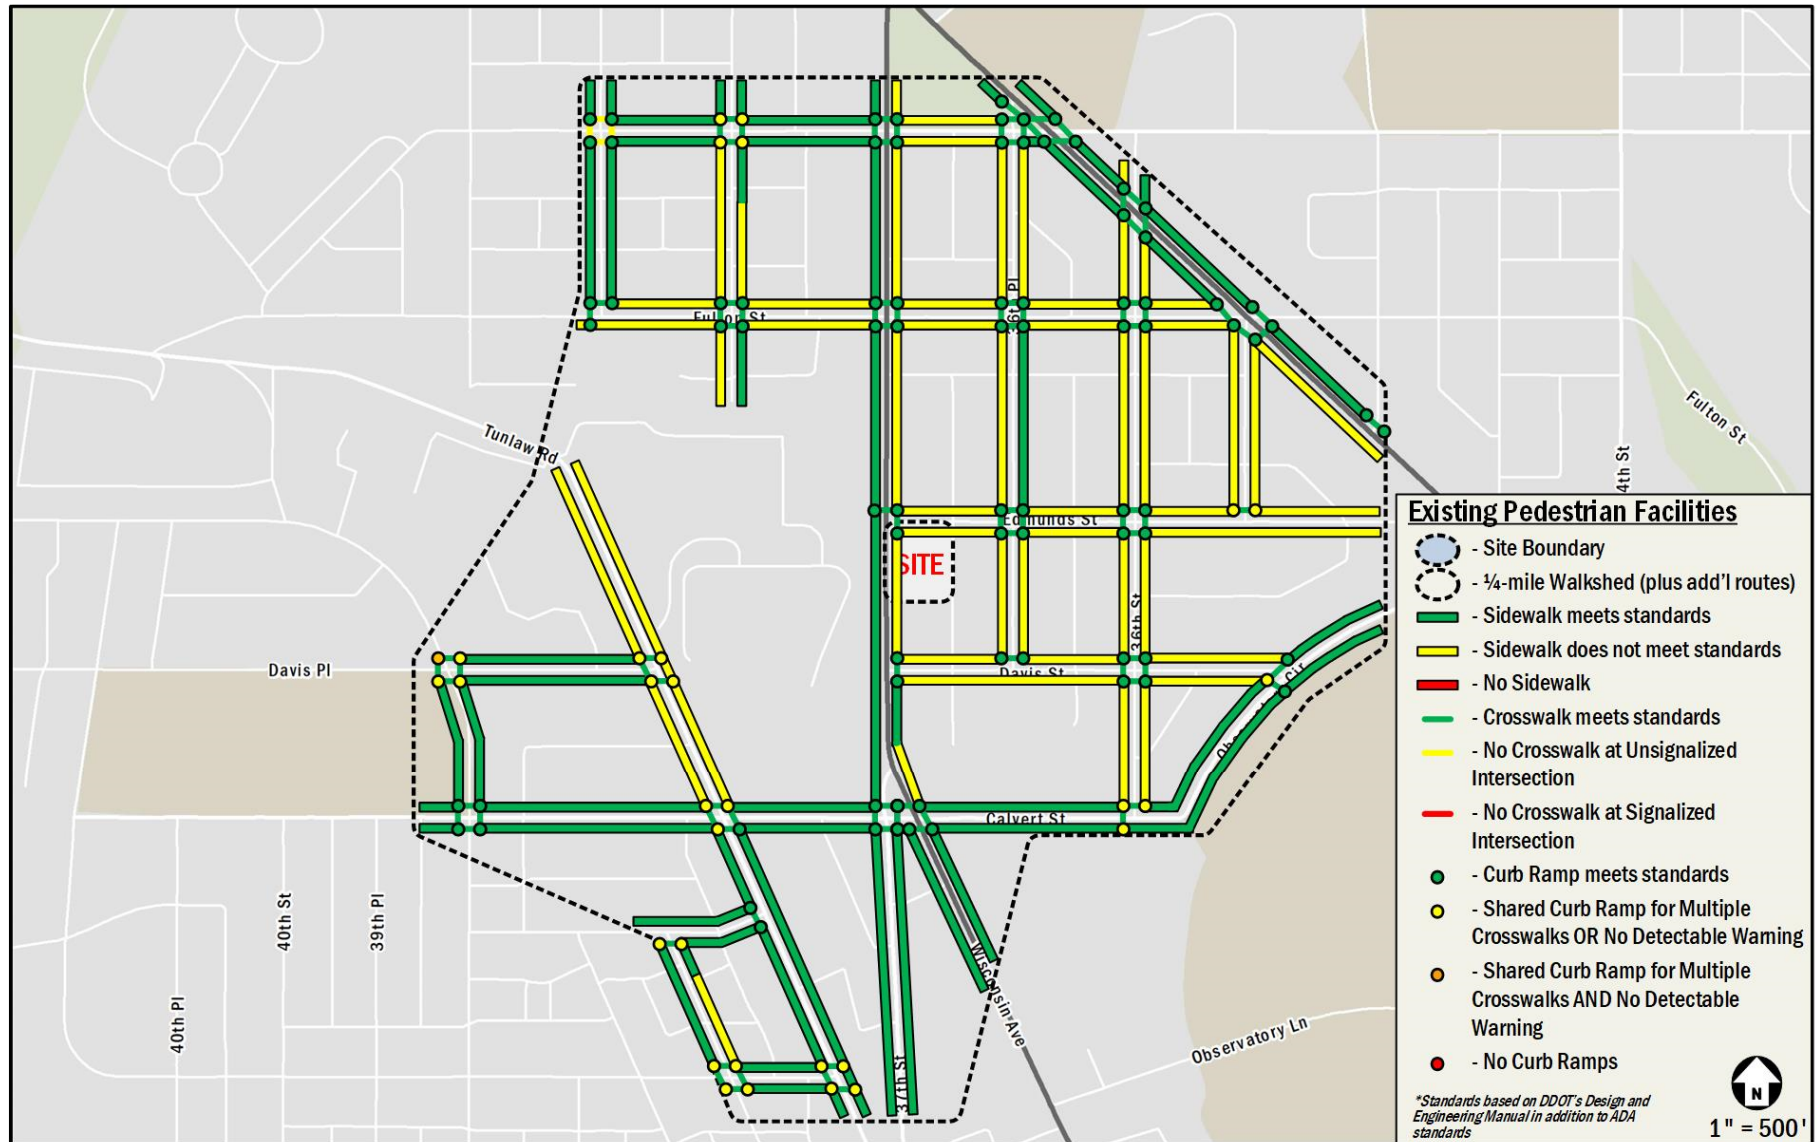 Fulton St
36th Pl
Tunlaw Rd
Fulton St
4th St
Edmunds St
SITE
36th St
Davis Pl
Davis St
Cir
Calvert St
40th St
39th Pl
40th Pl
37th St
Wisconsin Ave
Observatory Ln
Existing Pedestrian Facilities
- Site Boundary
- ¼-mile Walkshed (plus add'l routes)
- Sidewalk meets standards
- Sidewalk does not meet standards
- No Sidewalk
- Crosswalk meets standards
- No Crosswalk at Unsignalized
Intersection
- No Crosswalk at Signalized
Intersection
- Curb Ramp meets standards
- Shared Curb Ramp for Multiple
Crosswalks OR No Detectable Warning
- Shared Curb Ramp for Multiple
Crosswalks AND No Detectable
Warning
- No Curb Ramps
*Standards based on DDOT's Design and
Engineering Manual in addition to ADA
standards
N
1" = 500'